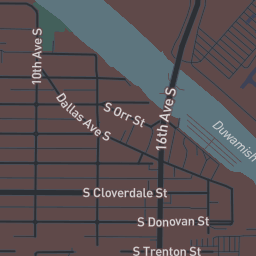 10th Ave S
Dallas Ave S
S Orr St
16th Ave S
Duwamish
S Cloverdale St
S Donovan St
S Trenton St